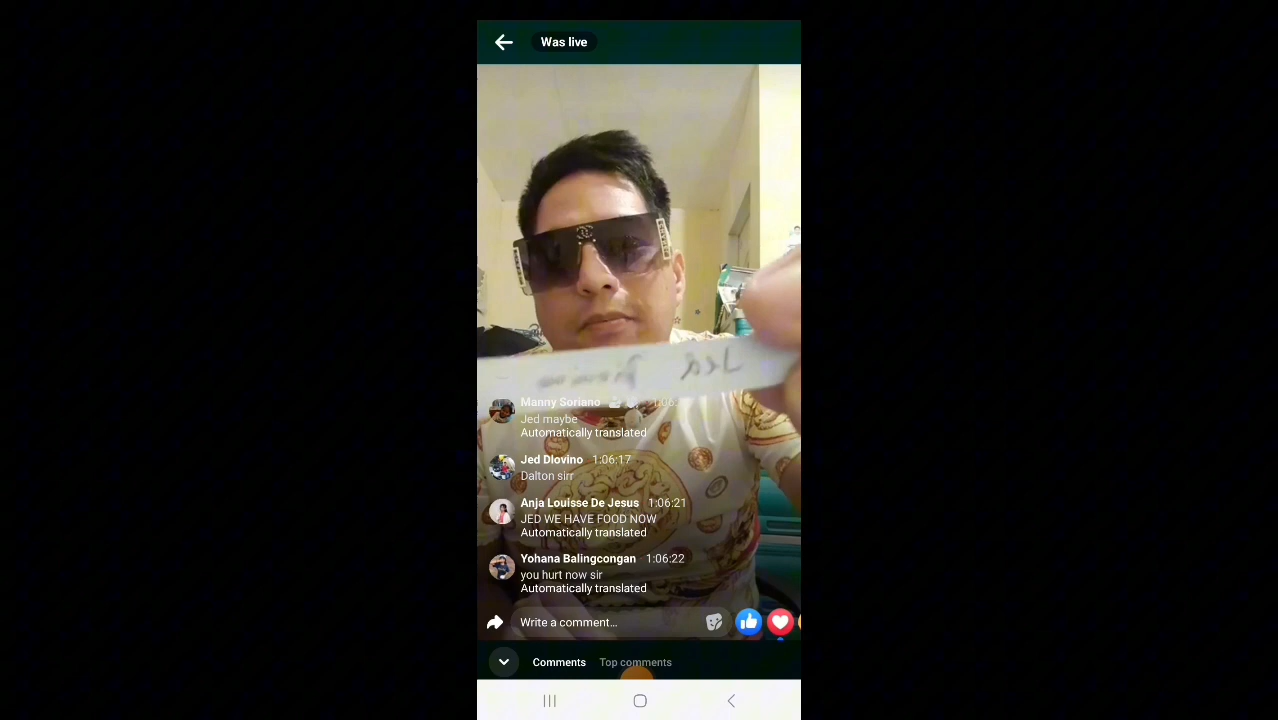 Was live
Jed
Manny Soriano
Jed maybe
Automatically translated
Jed Dlovino 1:06:17
Dalton sirr
Anja Louisse De Jesus 1:06:21
JED WE HAVE FOOD NOW
Automatically translated
Yohana Balingcongan 1:06:22
you hurt now sir
Automatically translated
Write a comment...
Comments Top comments